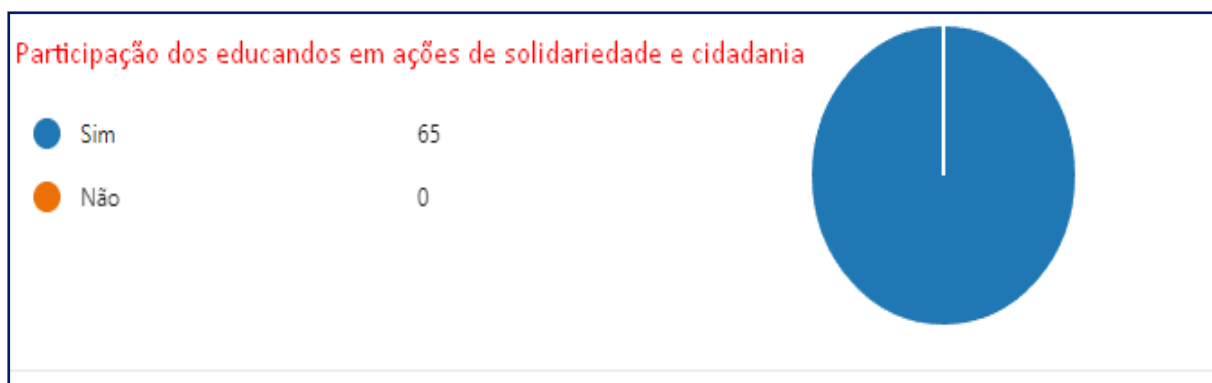 Participação dos educandos em ações de solidariedade e cidadania
Sim 65
Não 0